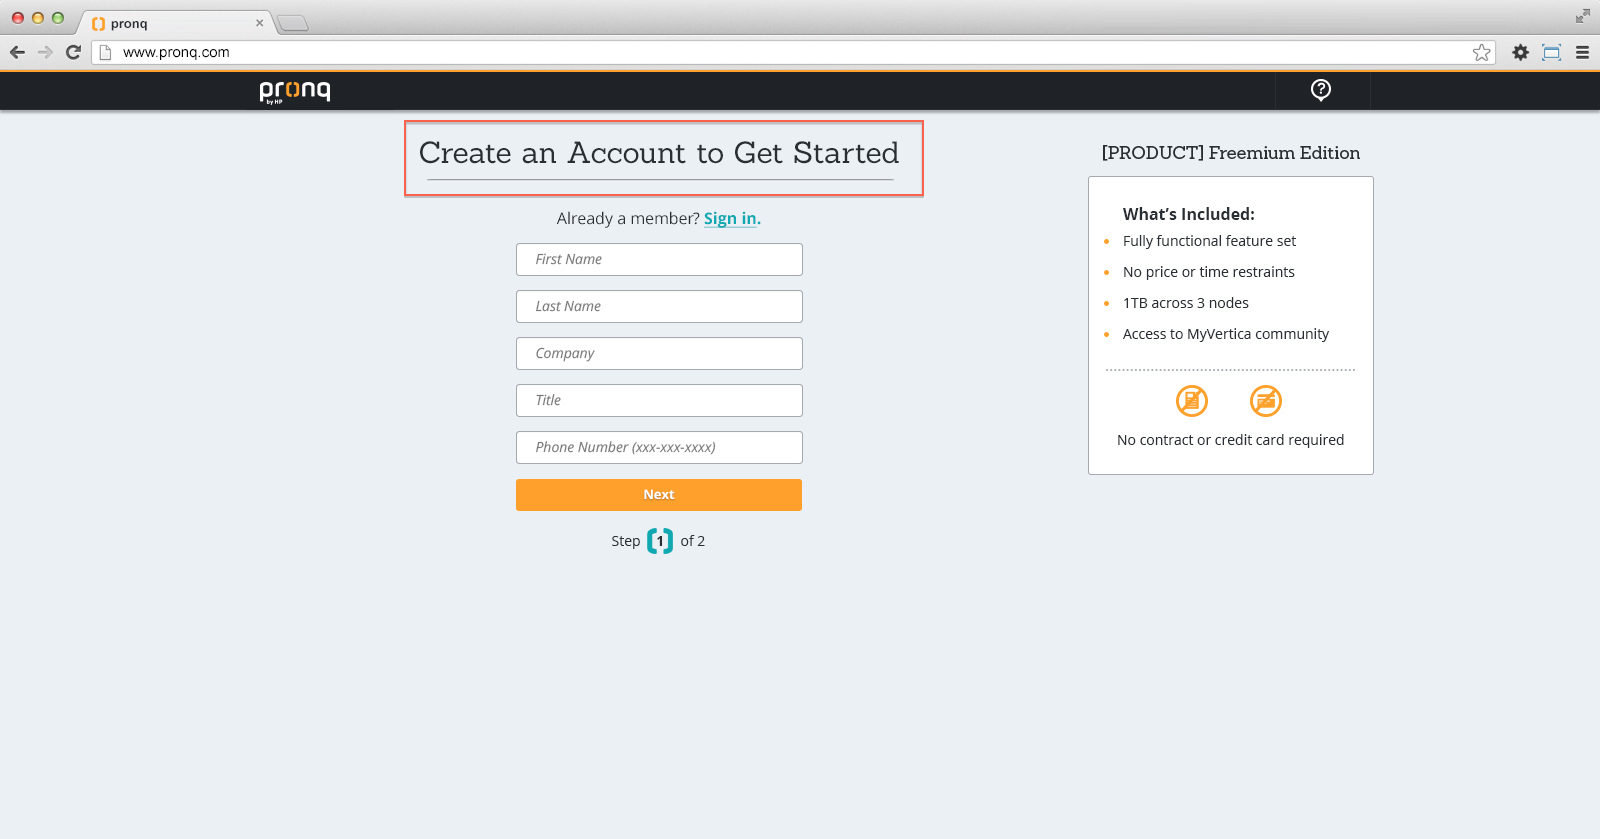 pronq
www.pronq.com
pronq
by HP
Create an Account to Get Started
Already a member? Sign in.
First Name
Last Name
Company
Title
Phone Number (xxx-xxx-xxxx)
Next
Step 1 of 2
[PRODUCT] Freemium Edition
What's Included:
Fully functional feature set
No price or time restraints
1TB across 3 nodes
Access to MyVertica community
No contract or credit card required